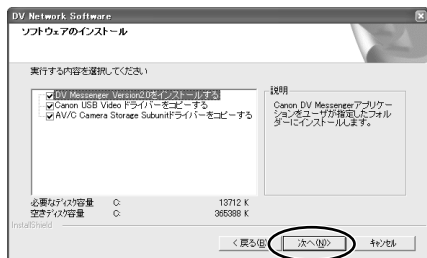 DV Network Software
ソフトウェアのインストール
実行する内容を選択してください
DV Messenger Version2.0をインストールする
Canon USB Video ドライバーをコピーする
AV/C Camera Storage Subunitドライバーをコピーする
説明
Canon DV Messengerアプリケー
ションをユーザが指定したフォル
ダーにインストールします。
必要なディスク容量 C: 13712 K
空きディスク容量 C: 365388 K
InstallShield
< 戻る(B) 次へ(N)> キャンセル